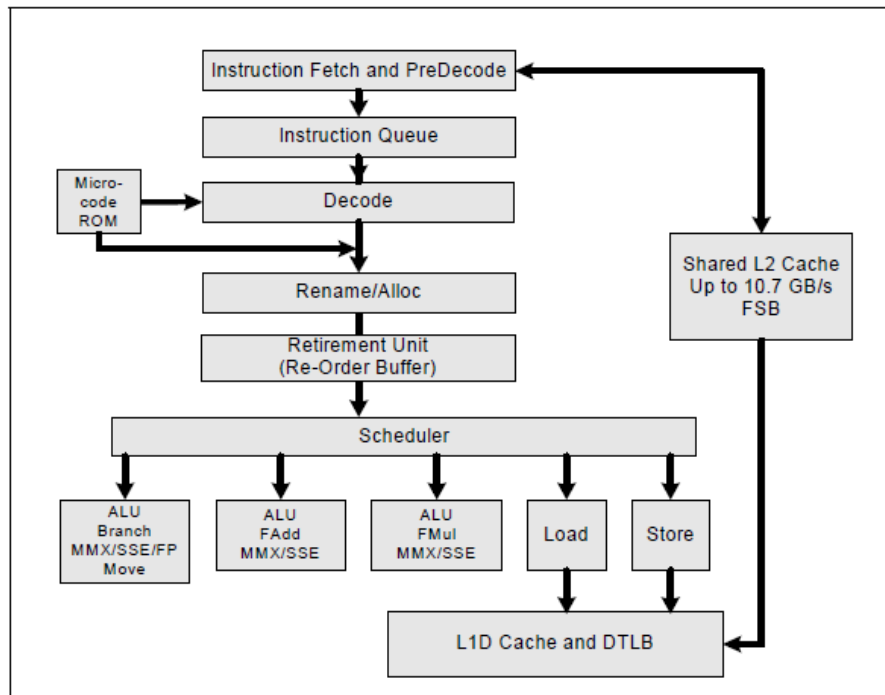 Instruction Fetch and PreDecode
Instruction Queue
Micro-
code
ROM
Decode
Shared L2 Cache
Up to 10.7 GB/s
FSB
Rename/Alloc
Retirement Unit
(Re-Order Buffer)
Scheduler
ALU
Branch
MMX/SSE/FP
Move
ALU
FAdd
MMX/SSE
ALU
FMul
MMX/SSE
Load
Store
L1D Cache and DTLB